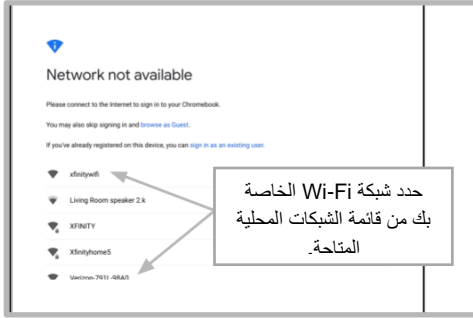 Network not available
Please connect to the Internet to sign in to your Chromebook.
You may also skip signing in and browse as Guest.
If you've already registered on this device, you can sign in as an existing user.
xfinitywifi
Living Room speaker 2.k
XFINITY
Xfinityhome5
Verizon-791L-98A0
حدد شبكة Wi-Fi الخاصة
بك من قائمة الشبكات المحلية
المتاحة.